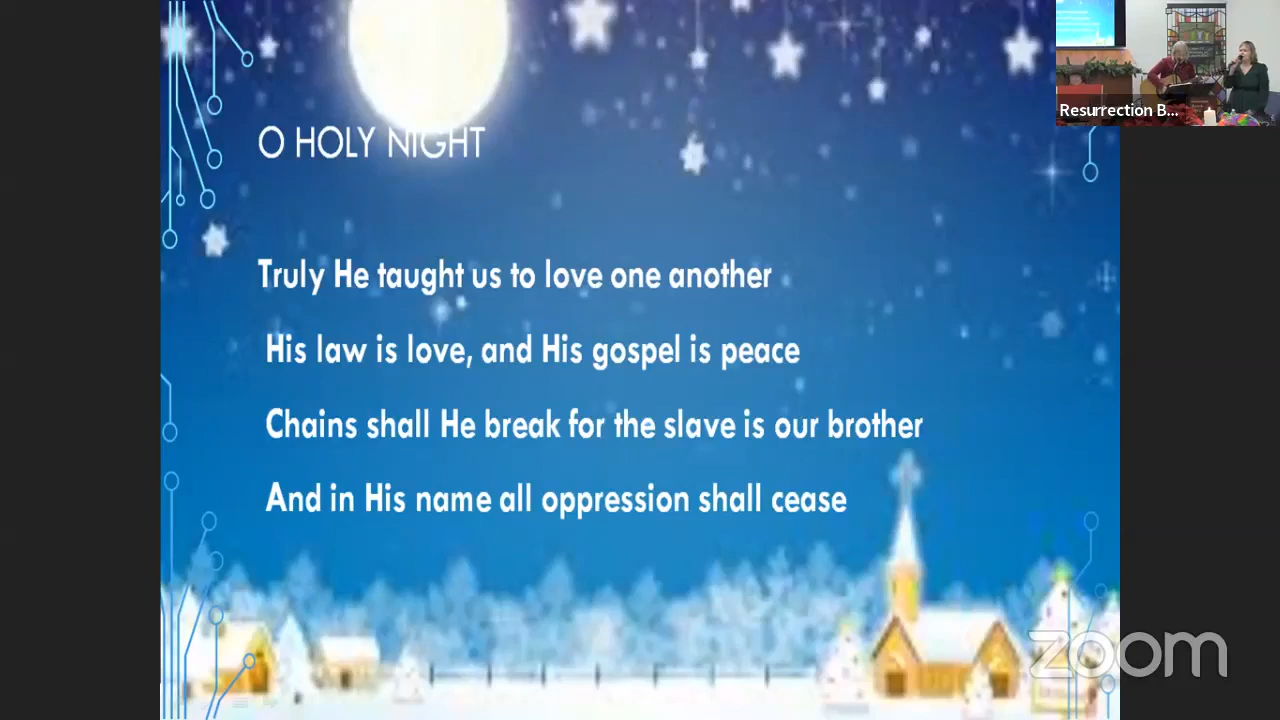 O HOLY NIGHT
Truly He taught us to love one another
His law is love, and His gospel is peace
Chains shall He break for the slave is our brother
And in His name all oppression shall cease
Resurrection B...
zoom